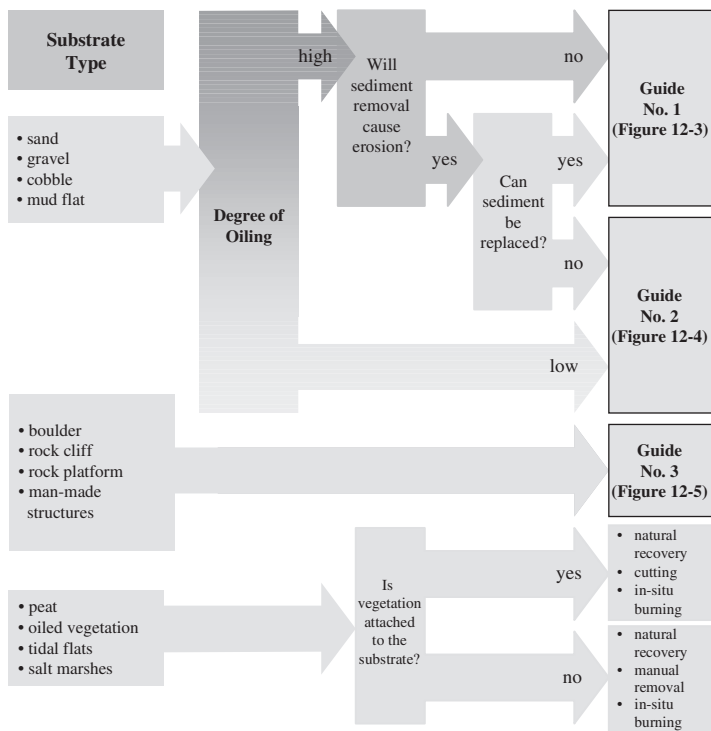 Substrate
Type
• sand
• gravel
• cobble
• mud flat
Degree of
Oiling
high
Will
sediment
removal
cause
erosion?
no
yes
Can
sediment
be
replaced?
yes
no
low
Guide
No. 1
(Figure 12-3)
Guide
No. 2
(Figure 12-4)
• boulder
• rock cliff
• rock platform
• man-made
structures
Guide
No. 3
(Figure 12-5)
• peat
• oiled vegetation
• tidal flats
• salt marshes
Is
vegetation
attached
to the
substrate?
yes
• natural
recovery
• cutting
• in-situ
burning
no
• natural
recovery
• manual
removal
• in-situ
burning